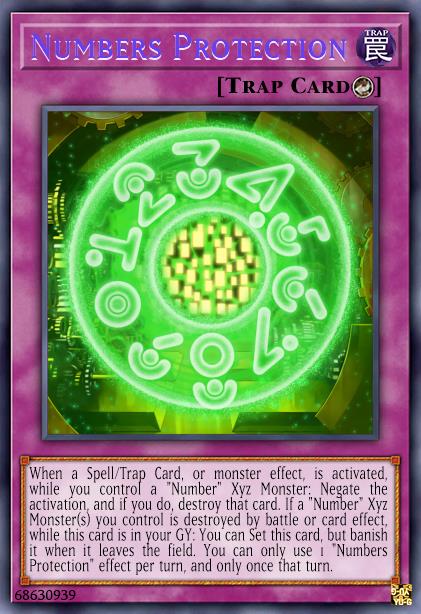 Numbers Protection
TRAP
罠
[Trap Card]
When a Spell/Trap Card, or monster effect, is activated,
while you control a "Number" Xyz Monster: Negate the
activation, and if you do, destroy that card. If a "Number" Xyz
Monster(s) you control is destroyed by battle or card effect,
while this card is in your GY: You can Set this card, but banish
it when it leaves the field. You can only use 1 "Numbers
Protection" effect per turn, and only once that turn.
68630939